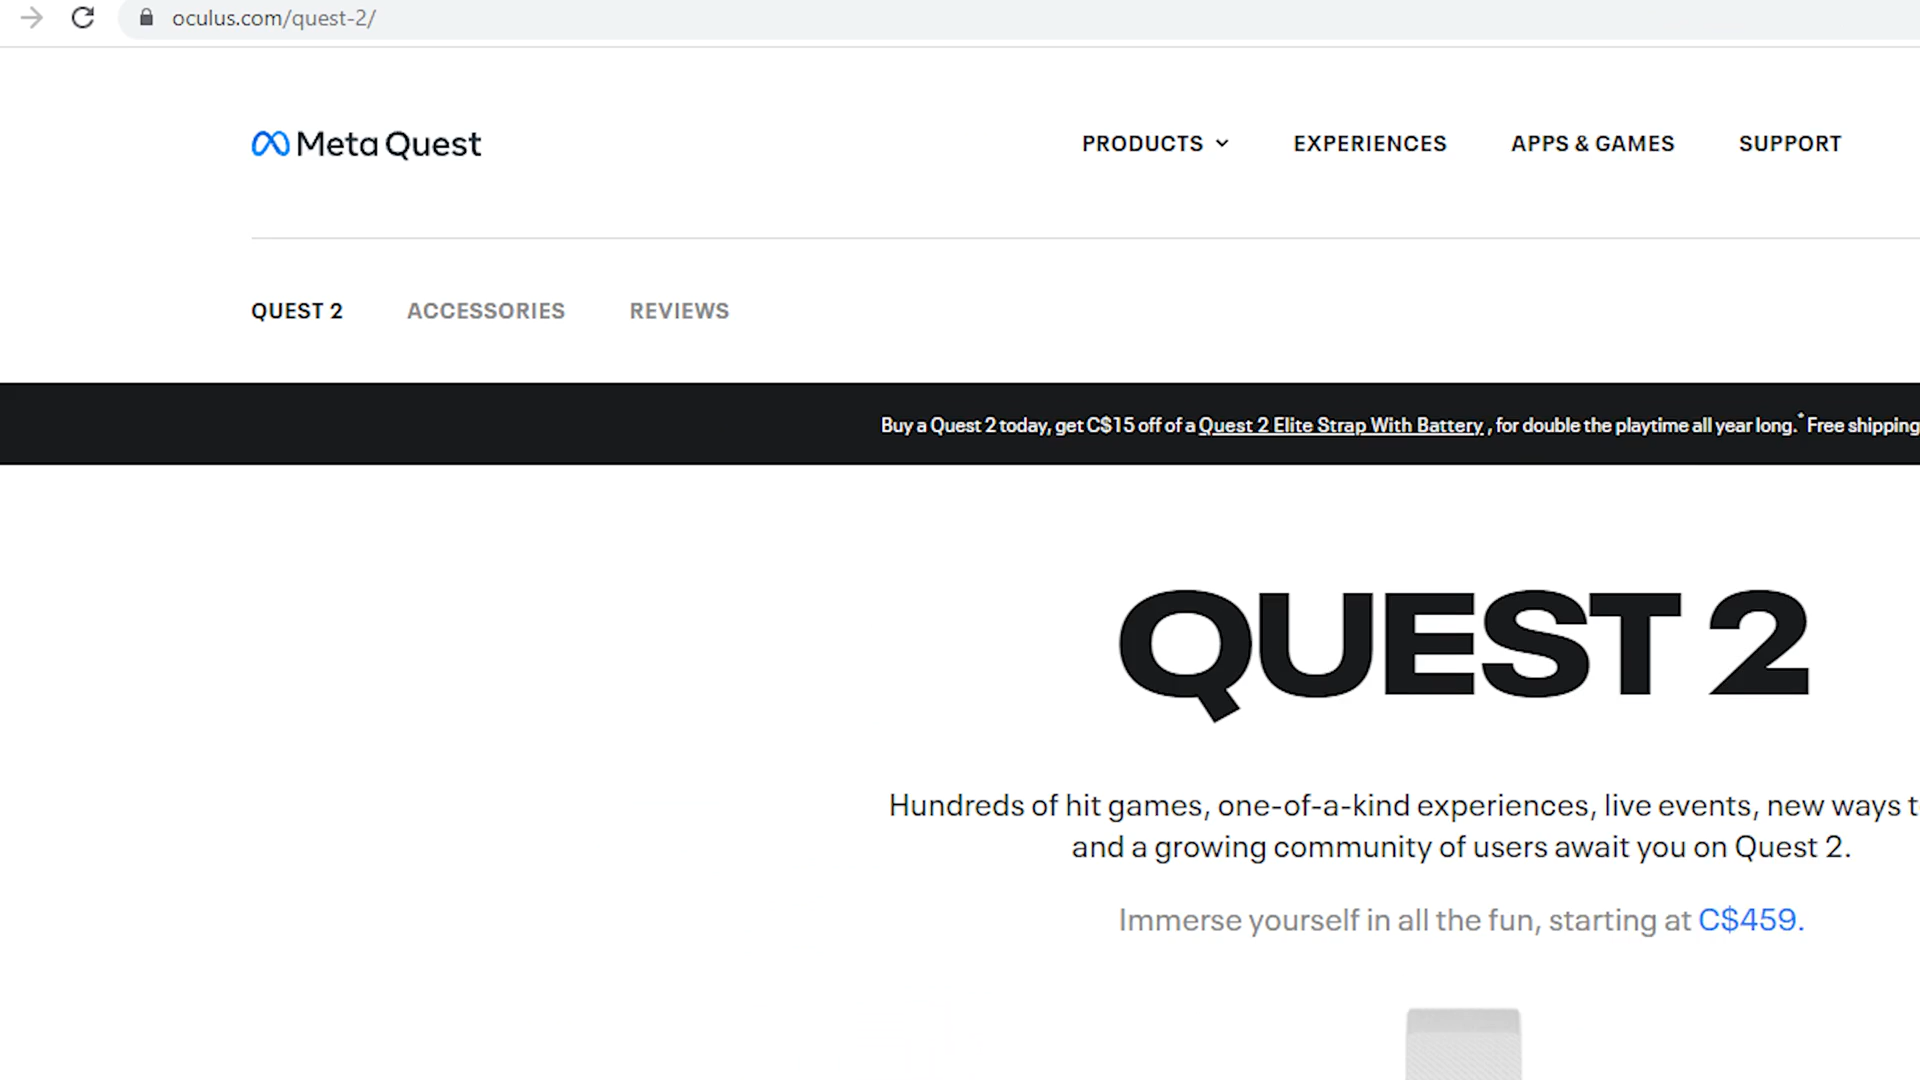 oculus.com/quest-2/
Meta Quest
PRODUCTS
EXPERIENCES
APPS & GAMES
SUPPORT
QUEST 2
ACCESSORIES
REVIEWS
Buy a Quest 2 today, get C$15 off of a Quest 2 Elite Strap With Battery , for double the playtime all year long.* Free shipping
QUEST 2
Hundreds of hit games, one-of-a-kind experiences, live events, new ways
and a growing community of users await you on Quest 2.
Immerse yourself in all the fun, starting at C$459.